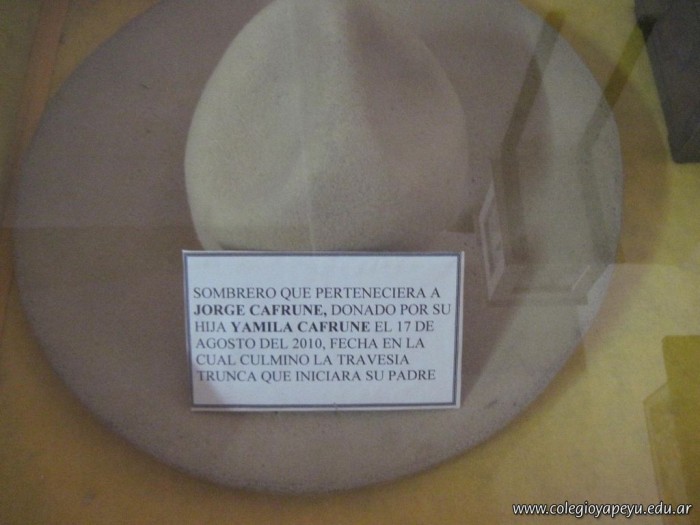 SOMBRERO QUE PERTENECIERA A
JORGE CAFRUNE, DONADO POR SU
HIJA YAMILA CAFRUNE EL 17 DE
AGOSTO DEL 2010, FECHA EN LA
CUAL CULMINO LA TRAVESIA
TRUNCA QUE INICIARA SU PADRE
www.colegioyapeyu.edu.ar